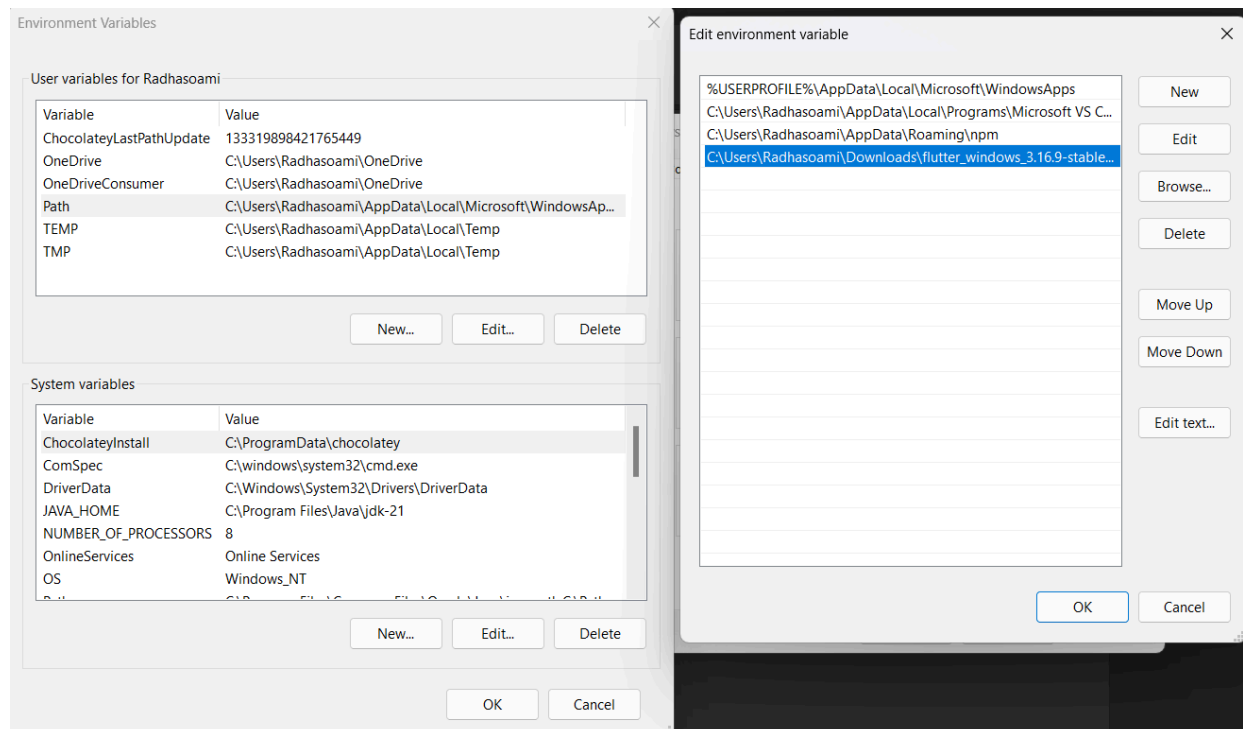 Environment Variables
User variables for Radhasoami
Variable Value
ChocolateyLastPathUpdate 133319898421765449
OneDrive C:\Users\Radhasoami\OneDrive
OneDriveConsumer C:\Users\Radhasoami\OneDrive
Path C:\Users\Radhasoami\AppData\Local\Microsoft\WindowsAp...
TEMP C:\Users\Radhasoami\AppData\Local\Temp
TMP C:\Users\Radhasoami\AppData\Local\Temp
New... Edit... Delete
System variables
Variable Value
ChocolateyInstall C:\ProgramData\chocolatey
ComSpec C:\windows\system32\cmd.exe
DriverData C:\Windows\System32\Drivers\DriverData
JAVA_HOME C:\Program Files\Java\jdk-21
NUMBER_OF_PROCESSORS 8
OnlineServices Online Services
OS Windows_NT
New... Edit... Delete
OK Cancel
Edit environment variable
%USERPROFILE%\AppData\Local\Microsoft\WindowsApps
C:\Users\Radhasoami\AppData\Local\Programs\Microsoft VS C...
C:\Users\Radhasoami\AppData\Roaming\npm
C:\Users\Radhasoami\Downloads\flutter_windows_3.16.9-stable...
New
Edit
Browse...
Delete
Move Up
Move Down
Edit text...
OK Cancel